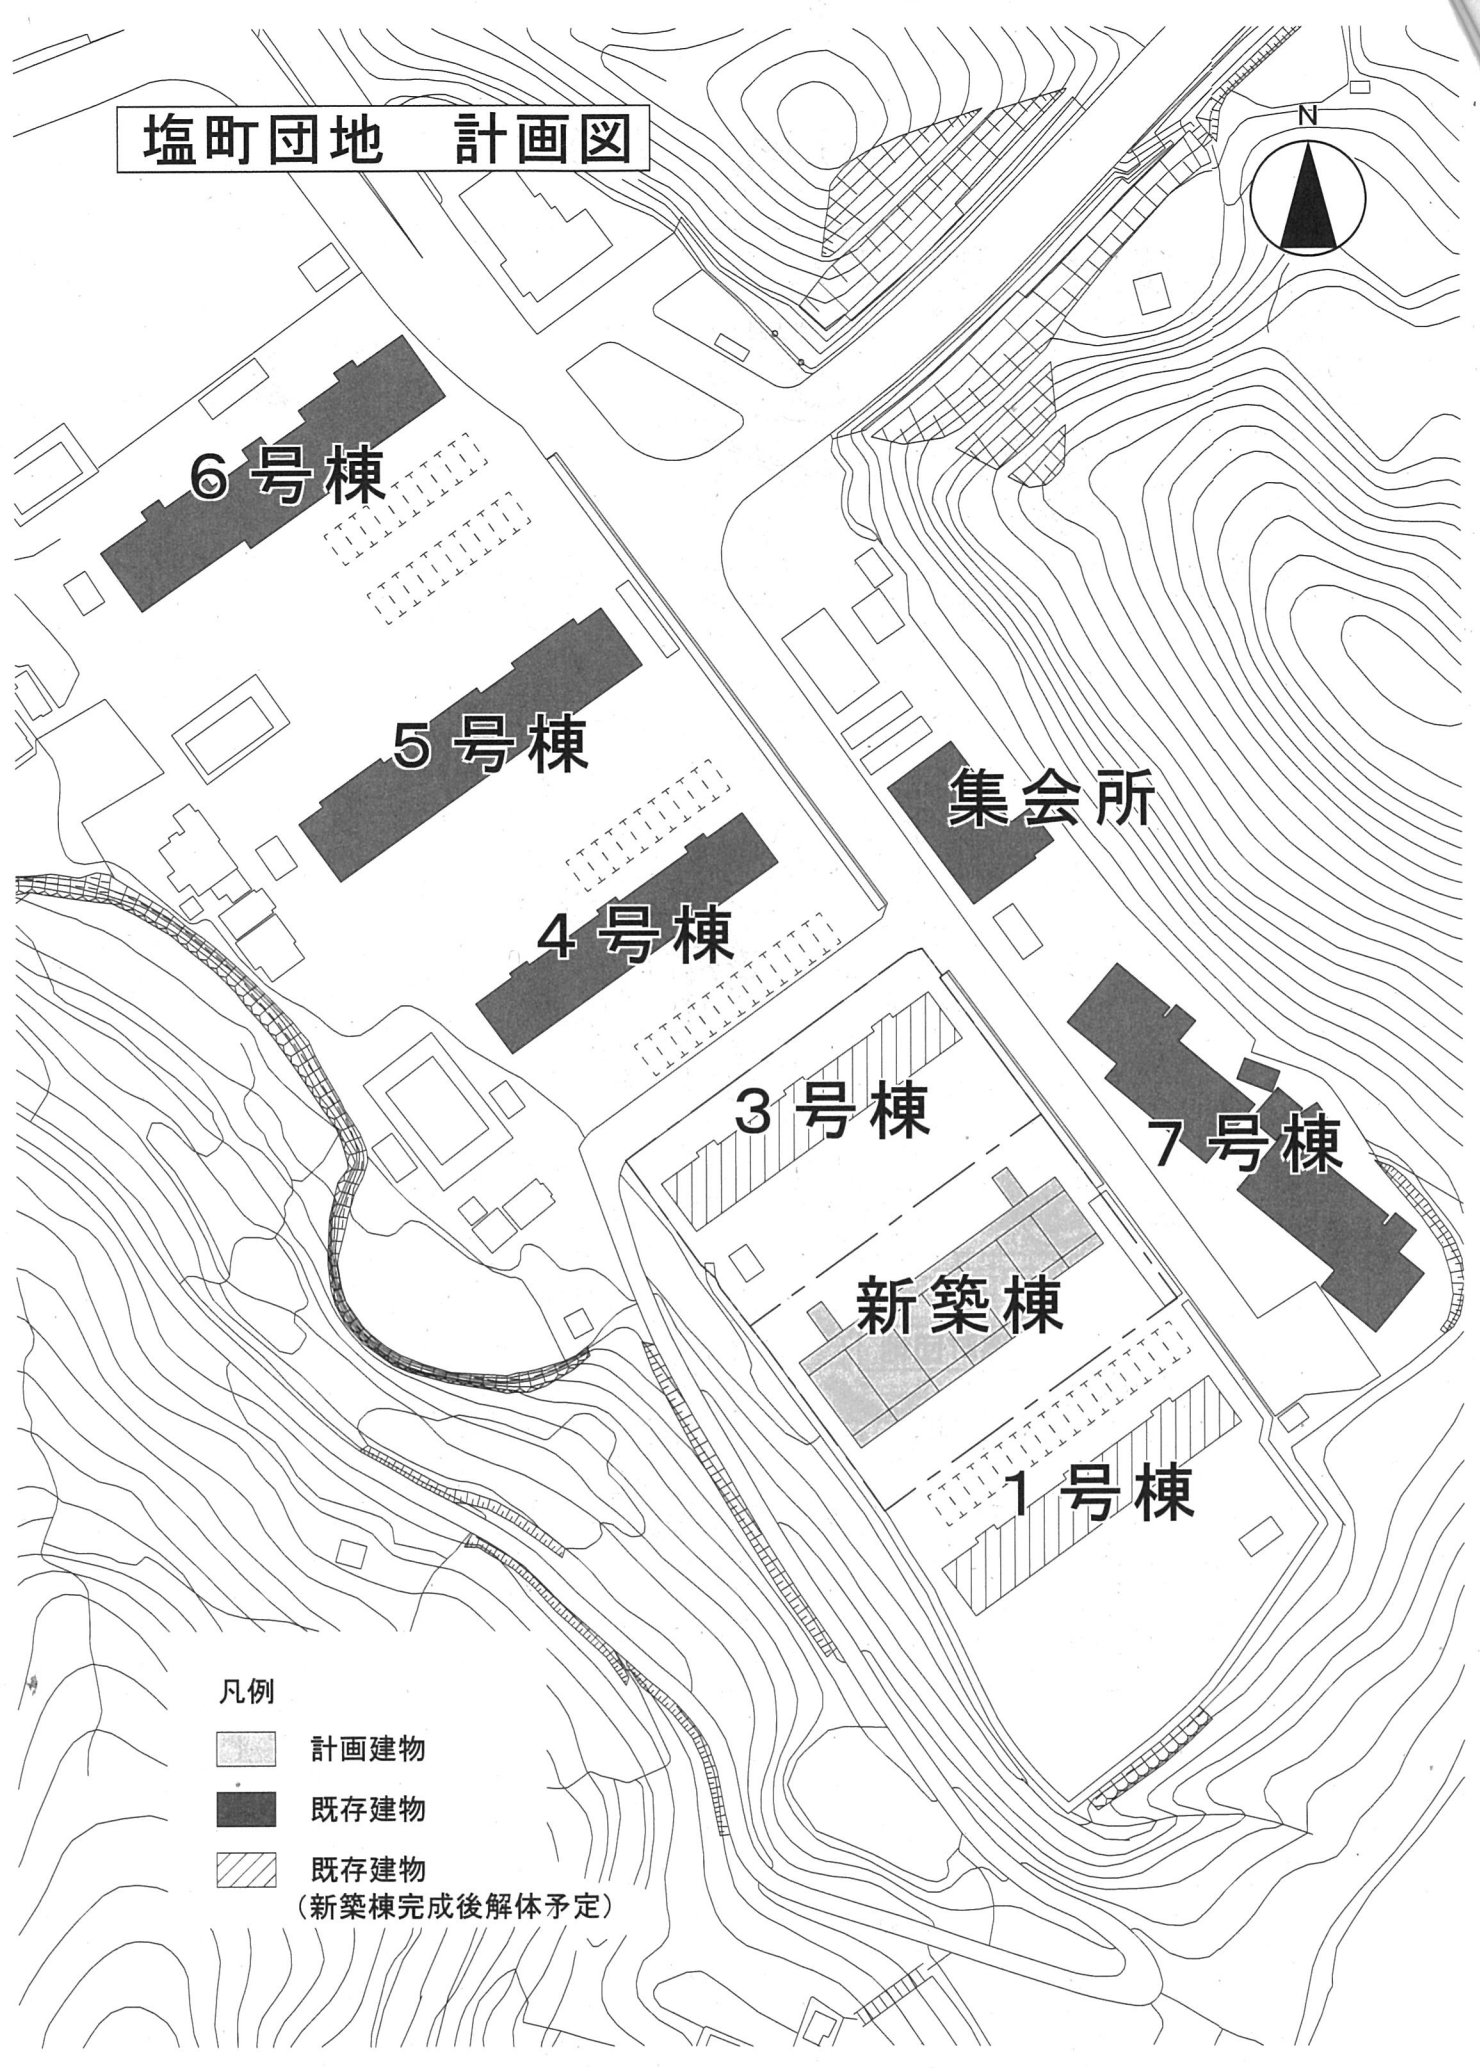 塩町団地　計画図
N
６号棟
５号棟
集会所
４号棟
３号棟
７号棟
新築棟
１号棟
凡例
計画建物
既存建物
既存建物
（新築棟完成後解体予定）